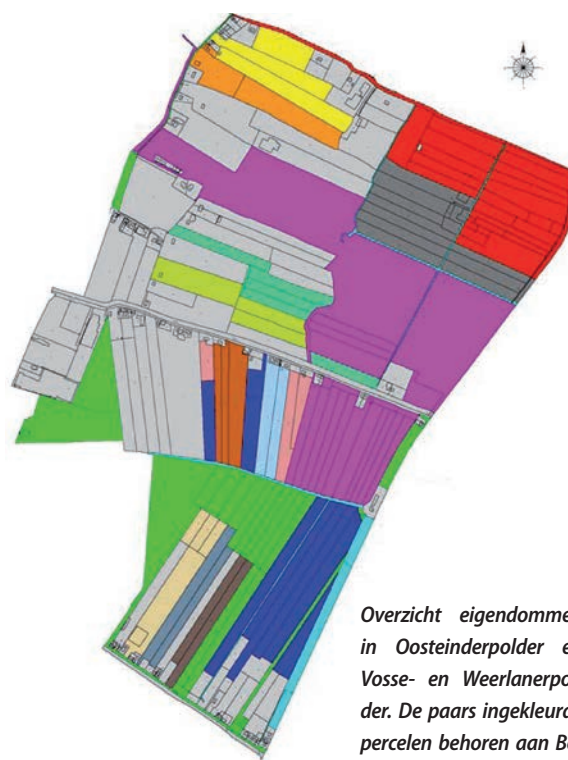 Overzicht eigendomme
in Oosteinderpolder e
Vosse- en Weerlanerpo
der. De paars ingekleurd
percelen behoren aan B